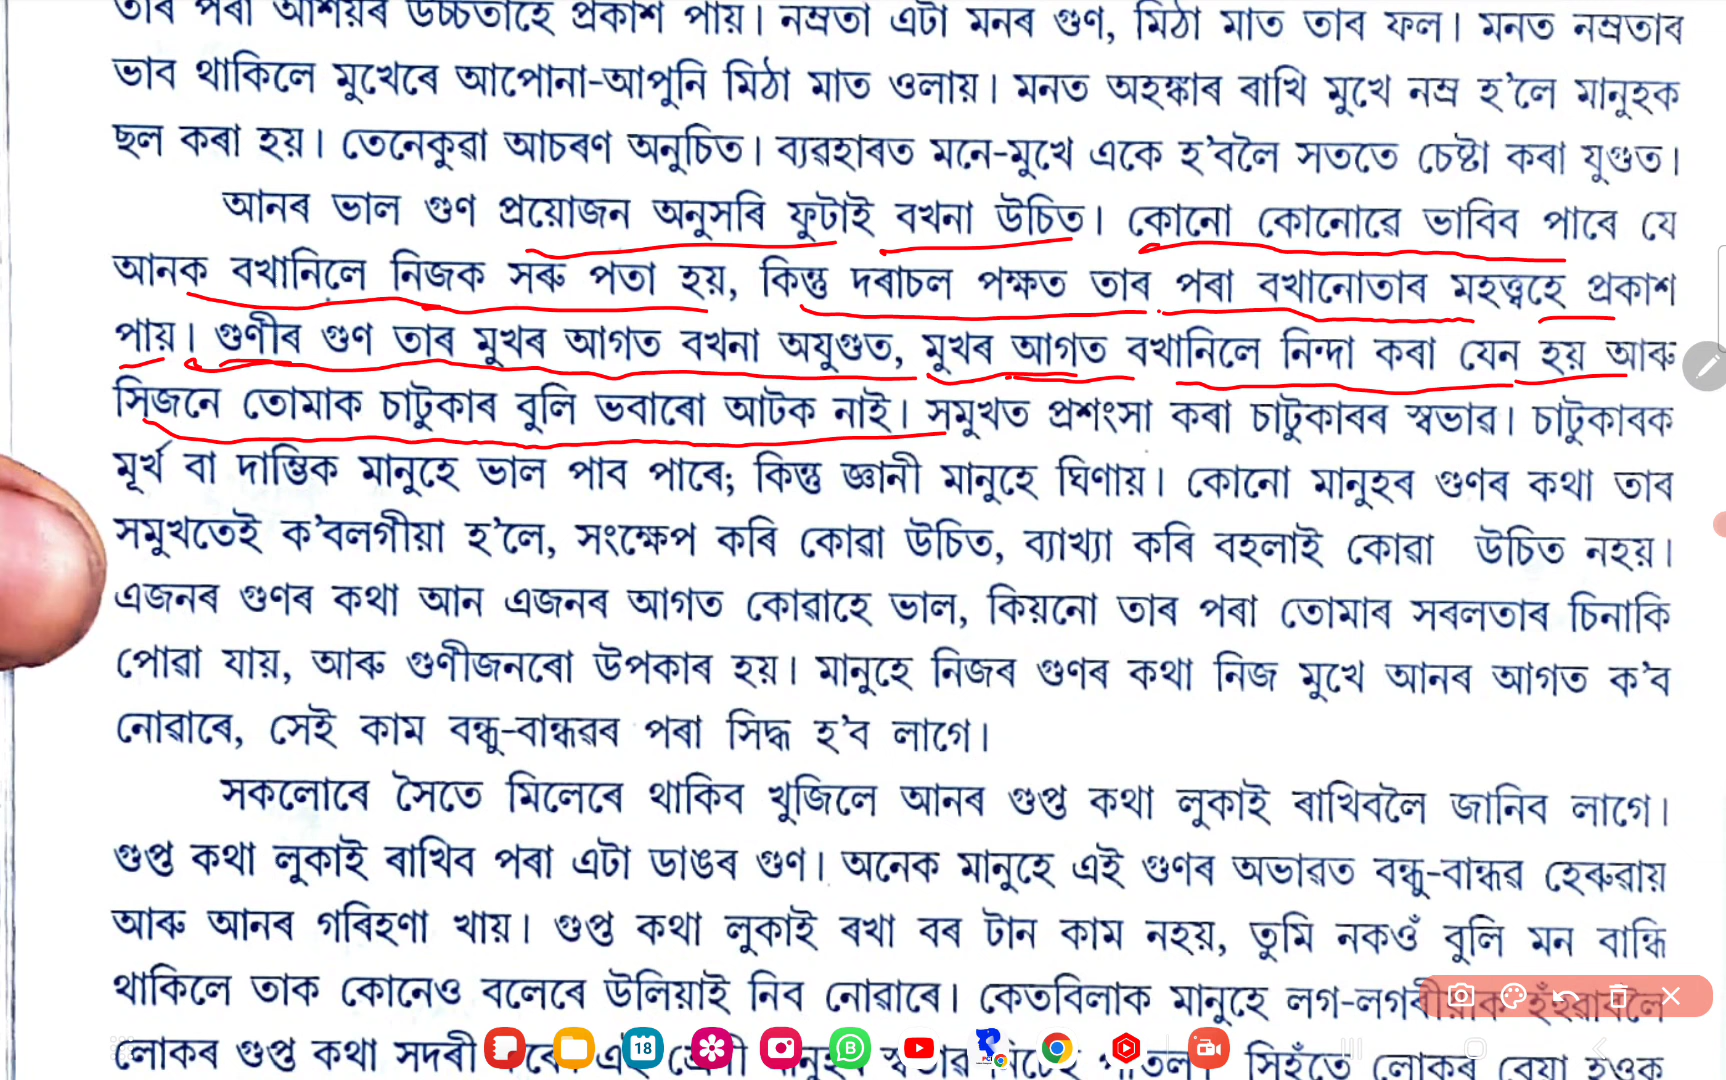 তাৰ পৰা আশয়ৰ উচ্চতাহে প্ৰকাশ পায়। নম্ৰতা এটা মনৰ গুণ, মিঠা মাত তাৰ ফল। মনত নম্ৰতাৰ
ভাব থাকিলে মুখেৰে আপোনা-আপুনি মিঠা মাত ওলায়। মনত অহঙ্কাৰ ৰাখি মুখে নম্ৰ হ'লে মানুহক
ছল কৰা হয়। তেনেকুৱা আচৰণ অনুচিত। ব্যৱহাৰত মনে-মুখে একে হ'বলৈ সততে চেষ্টা কৰা যুগুত।
আনৰ ভাল গুণ প্ৰয়োজন অনুসৰি ফুটাই বখনা উচিত। কোনো কোনোৱে ভাবিব পাৰে যে
আনক বখানিলে নিজক সৰু পতা হয়, কিন্তু দৰাচল পক্ষত তাৰ পৰা বখানোতাৰ মহত্ত্বহে প্ৰকাশ
পায়। গুণীৰ গুণ তাৰ মুখৰ আগত বখনা অযুগুত, মুখৰ আগত বখানিলে নিন্দা কৰা যেন হয় আৰু
সিজনে তোমাক চাটুকাৰ বুলি ভবাৰো আটক নাই। সমুখত প্ৰশংসা কৰা চাটুকাৰৰ স্বভাৱ। চাটুকাৰক
মূৰ্খ বা দাম্ভিক মানুহে ভাল পাব পাৰে; কিন্তু জ্ঞানী মানুহে ঘিণায়। কোনো মানুহৰ গুণৰ কথা তাৰ
সমুখতেই ক'বলগীয়া হ'লে, সংক্ষেপ কৰি কোৱা উচিত, ব্যাখ্যা কৰি বহলাই কোৱা উচিত নহয়।
এজনৰ গুণৰ কথা আন এজনৰ আগত কোৱাহে ভাল, কিয়নো তাৰ পৰা তোমাৰ সৰলতাৰ চিনাকি
পোৱা যায়, আৰু গুণীজনৰো উপকাৰ হয়। মানুহে নিজৰ গুণৰ কথা নিজ মুখে আনৰ আগত ক'ব
নোৱাৰে, সেই কাম বন্ধু-বান্ধৱৰ পৰা সিদ্ধ হ'ব লাগে।
সকলোৰে সৈতে মিলেৰে থাকিব খুজিলে আনৰ গুপ্ত কথা লুকাই ৰাখিবলৈ জানিব লাগে।
গুপ্ত কথা লুকাই ৰাখিব পৰা এটা ডাঙৰ গুণ। অনেক মানুহে এই গুণৰ অভাৱত বন্ধু-বান্ধৱ হেৰুৱায়
আৰু আনৰ গৰিহণা খায়। গুপ্ত কথা লুকাই ৰখা বৰ টান কাম নহয়, তুমি নকওঁ বুলি মন বান্ধি
থাকিলে তাক কোনেও বলেৰে উলিয়াই নিব নোৱাৰে। কেতবিলাক মানুহে লগ-লগৰীয়াক হঁহুৱাবলৈ
লোকৰ গুপ্ত কথা সদৰী এই সিহঁতে লোকৰ বেয়া হওক
18